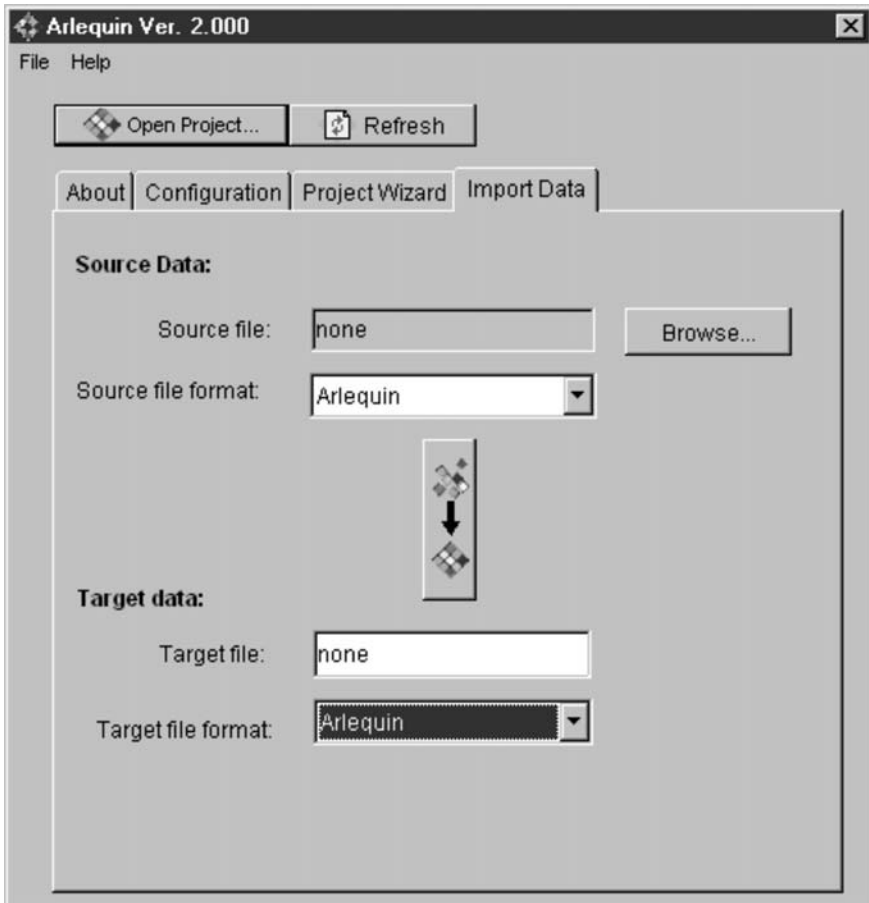 Arlequin Ver. 2.000
File Help
Open Project... Refresh
About Configuration Project Wizard Import Data
Source Data:
Source file: none Browse...
Source file format: Arlequin
Target data:
Target file: none
Target file format: Arlequin